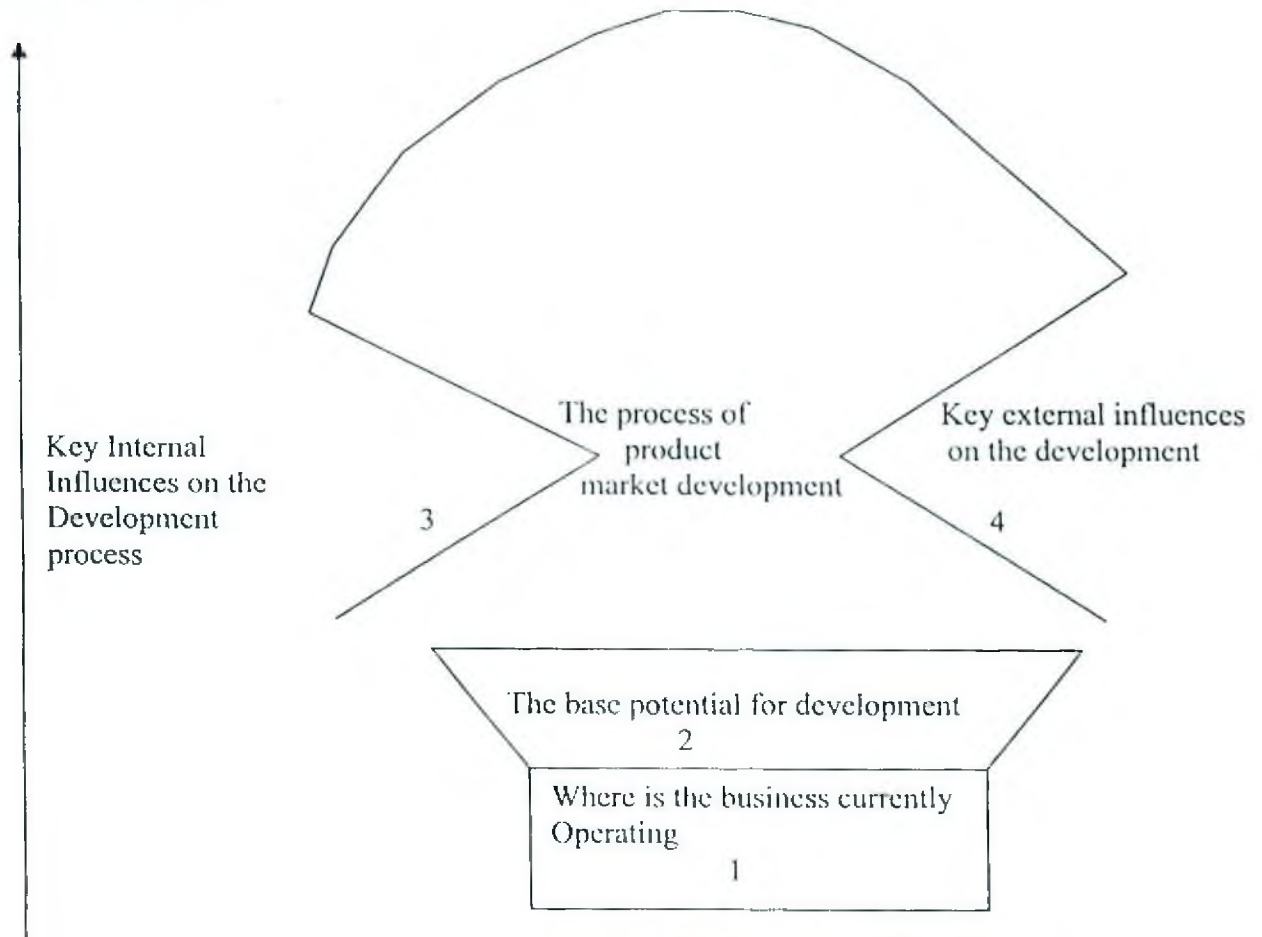 The process of
product
market development
Key external influences
on the development
Key Internal
Influences on the
Development
process
3
4
The base potential for development
2
Where is the business currently
Operating
1